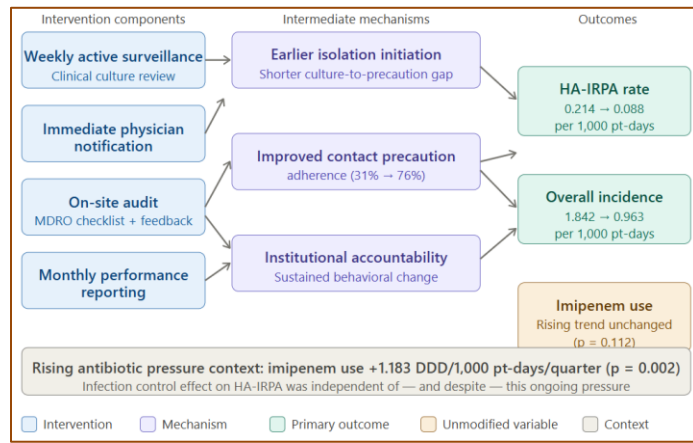 Intervention components
Intermediate mechanisms
Outcomes
Weekly active surveillance
Clinical culture review
Earlier isolation initiation
Shorter culture-to-precaution gap
HA-IRPA rate
0.214 → 0.088
per 1,000 pt-days
Immediate physician
notification
Improved contact precaution
adherence (31% → 76%)
On-site audit
MDRO checklist + feedback
Overall incidence
1.842 → 0.963
per 1,000 pt-days
Institutional accountability
Sustained behavioral change
Monthly performance
reporting
Imipenem use
Rising trend unchanged
(p = 0.112)
Rising antibiotic pressure context: imipenem use +1.183 DDD/1,000 pt-days/quarter (p = 0.002)
Infection control effect on HA-IRPA was independent of — and despite — this ongoing pressure
Intervention
Mechanism
Primary outcome
Unmodified variable
Context